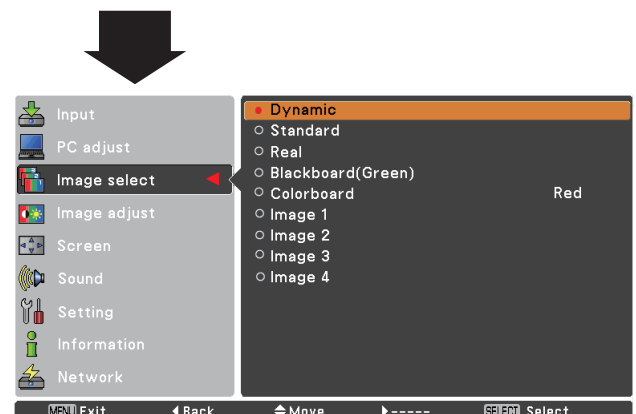 Input
PC adjust
Image select
Image adjust
Screen
Sound
Setting
Information
Network
Dynamic
Standard
Real
Blackboard(Green)
Colorboard Red
Image 1
Image 2
Image 3
Image 4
MENU Exit Back Move ----- SELECT Select